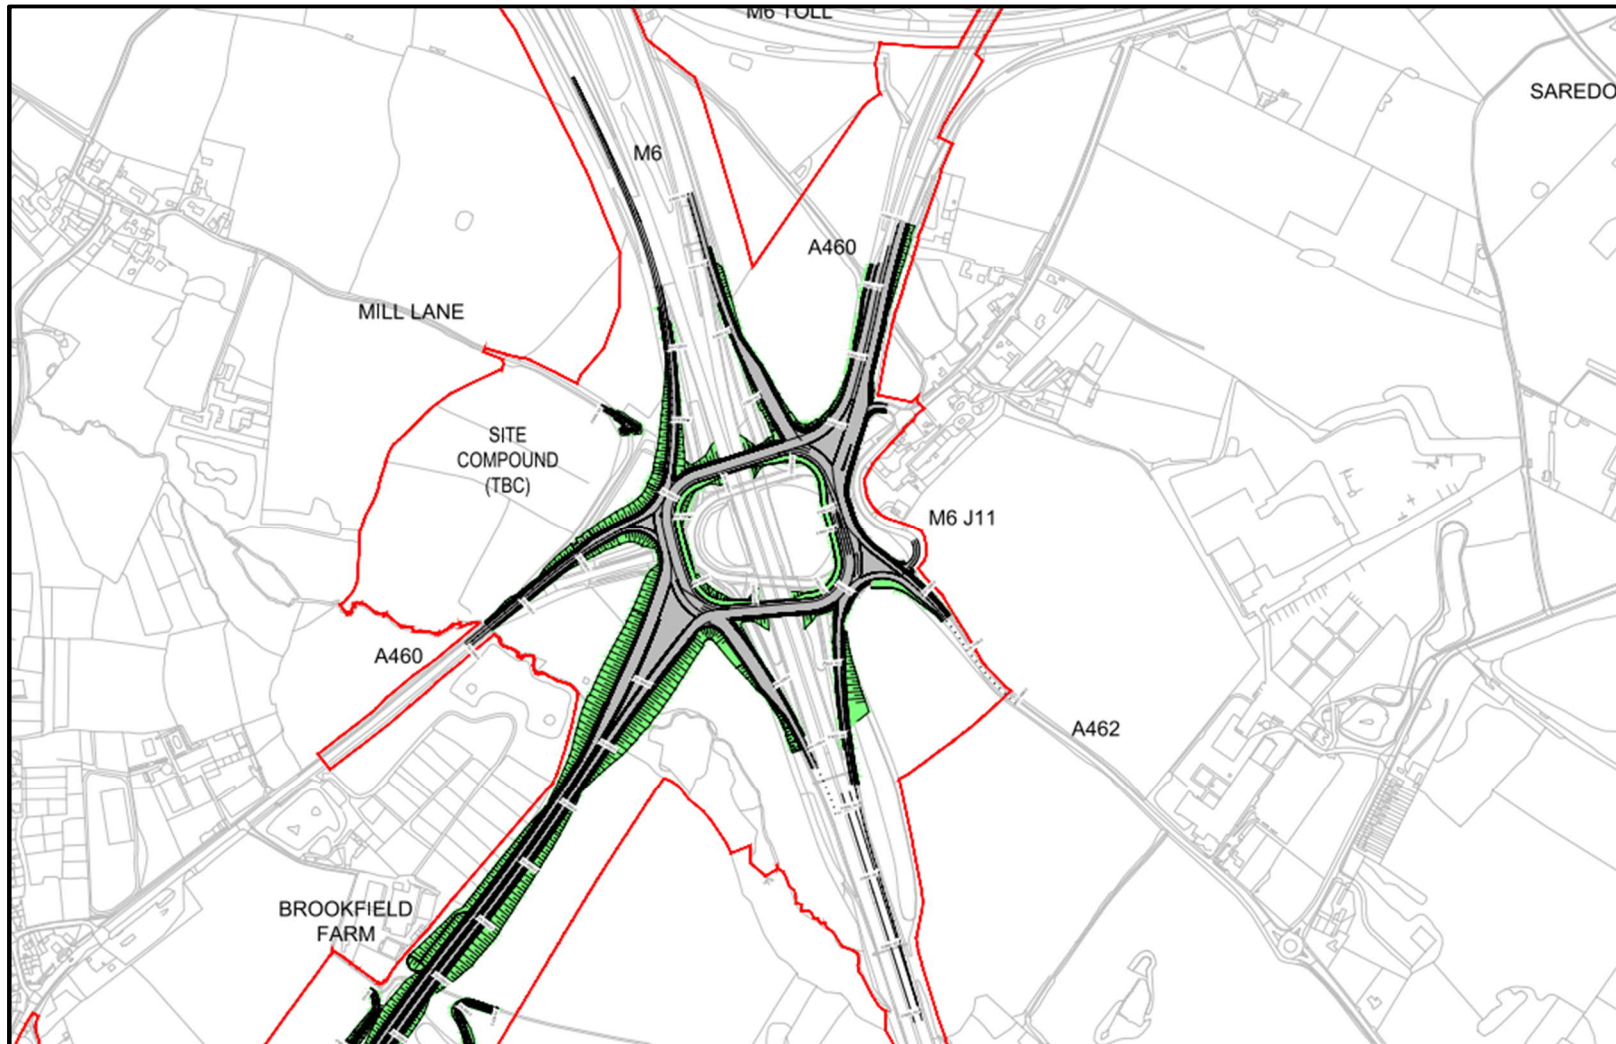 M6 TOLL
SAREDO
M6
A460
MILL LANE
SITE
COMPOUND
(TBC)
M6 J11
A460
A462
BROOKFIELD
FARM